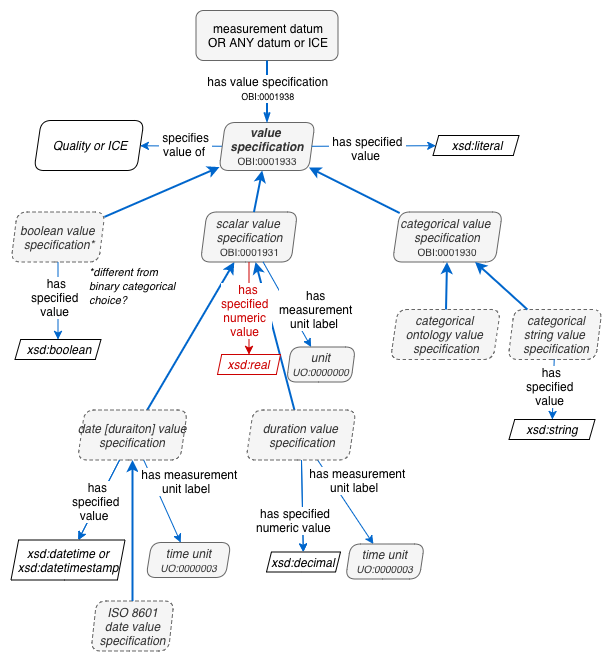 measurement datum
OR ANY datum or ICE
has value specification
OBI:0001938
Quality or ICE
specifies
value of
value
specification
OBI:0001933
has specified
value
xsd:literal
boolean value
specification*
scalar value
specification
OBI:0001931
categorical value
specification
OBI:0001930
has
specified
value
*different from
binary categorical
choice?
has
specified
numeric
value
has
measurement
unit label
xsd:boolean
xsd:real
unit
UO:0000000
categorical
ontology value
specification
categorical
string value
specification
has
specified
value
xsd:string
date [duraiton] value
specification
duration value
specification
has
specified
value
has measurement
unit label
has specified
numeric value
has measurement
unit label
xsd:datetime or
xsd:datetimestamp
time unit
UO:0000003
xsd:decimal
time unit
UO:0000003
ISO 8601
date value
specification